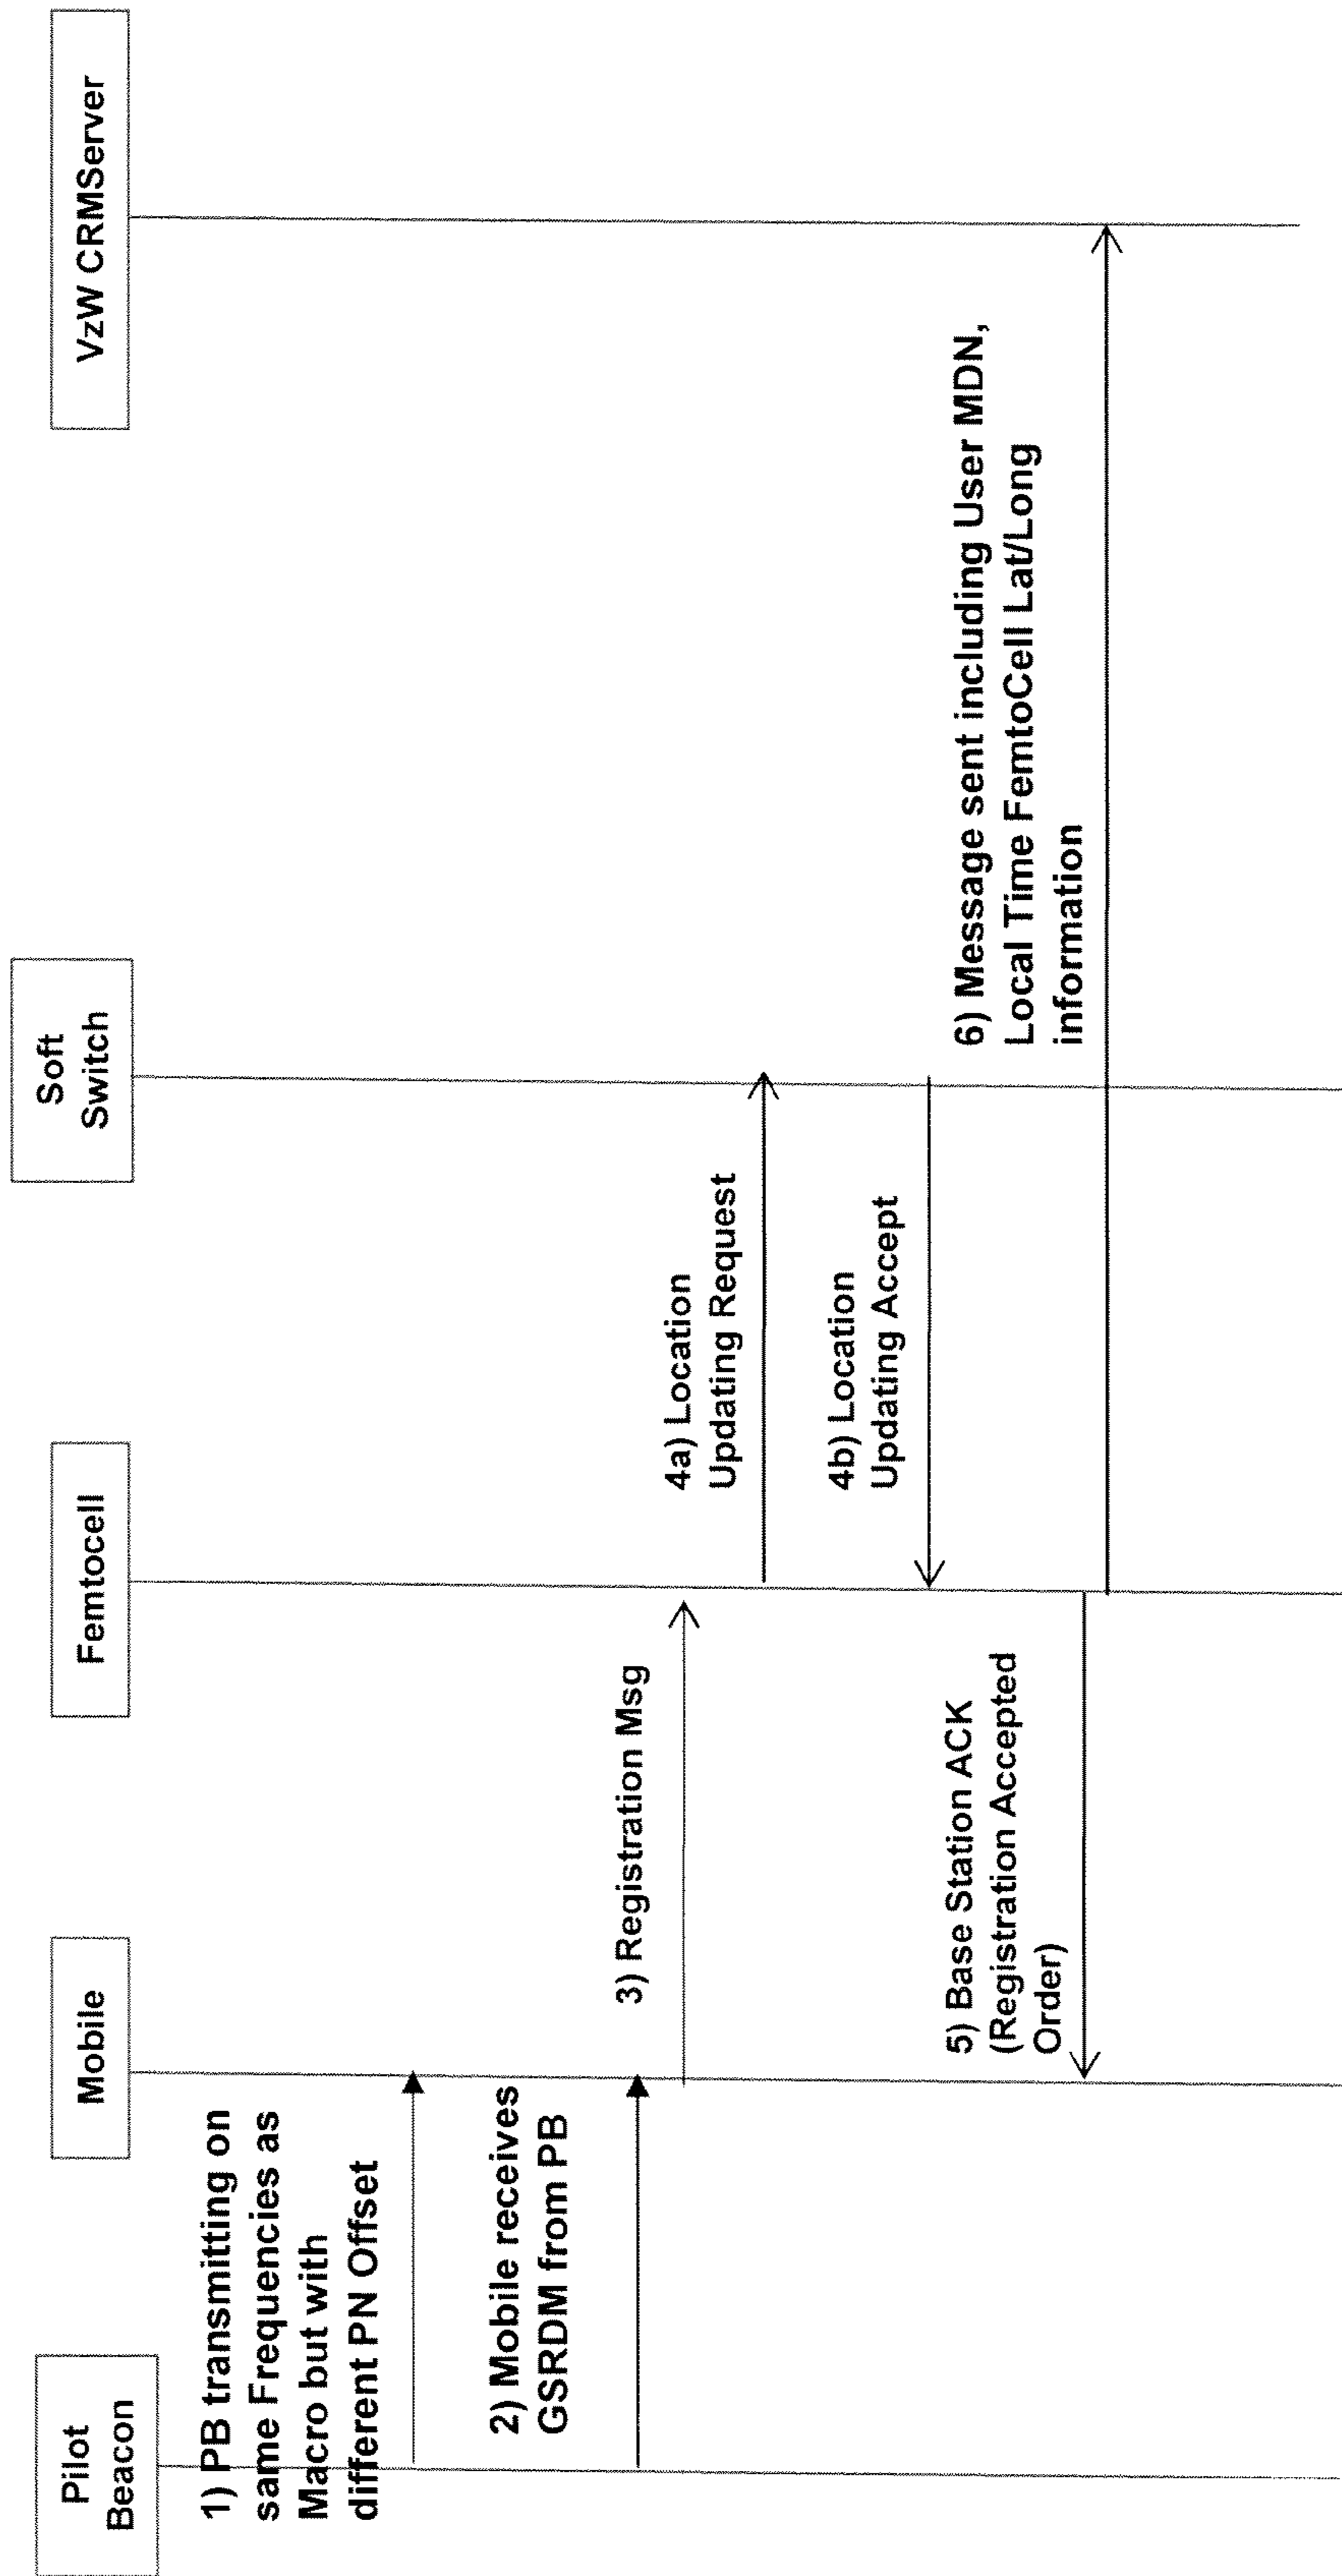 Pilot
Beacon
Mobile
Femtocell
Soft
Switch
VzW CRMServer
1) PB transmitting on
same Frequencies as
Macro but with
different PN Offset
2) Mobile receives
GSRDM from PB
3) Registration Msg
4a) Location
Updating Request
4b) Location
Updating Accept
5) Base Station ACK
(Registration Accepted
Order)
6) Message sent including User MDN,
Local Time FemtoCell Lat/Long
information